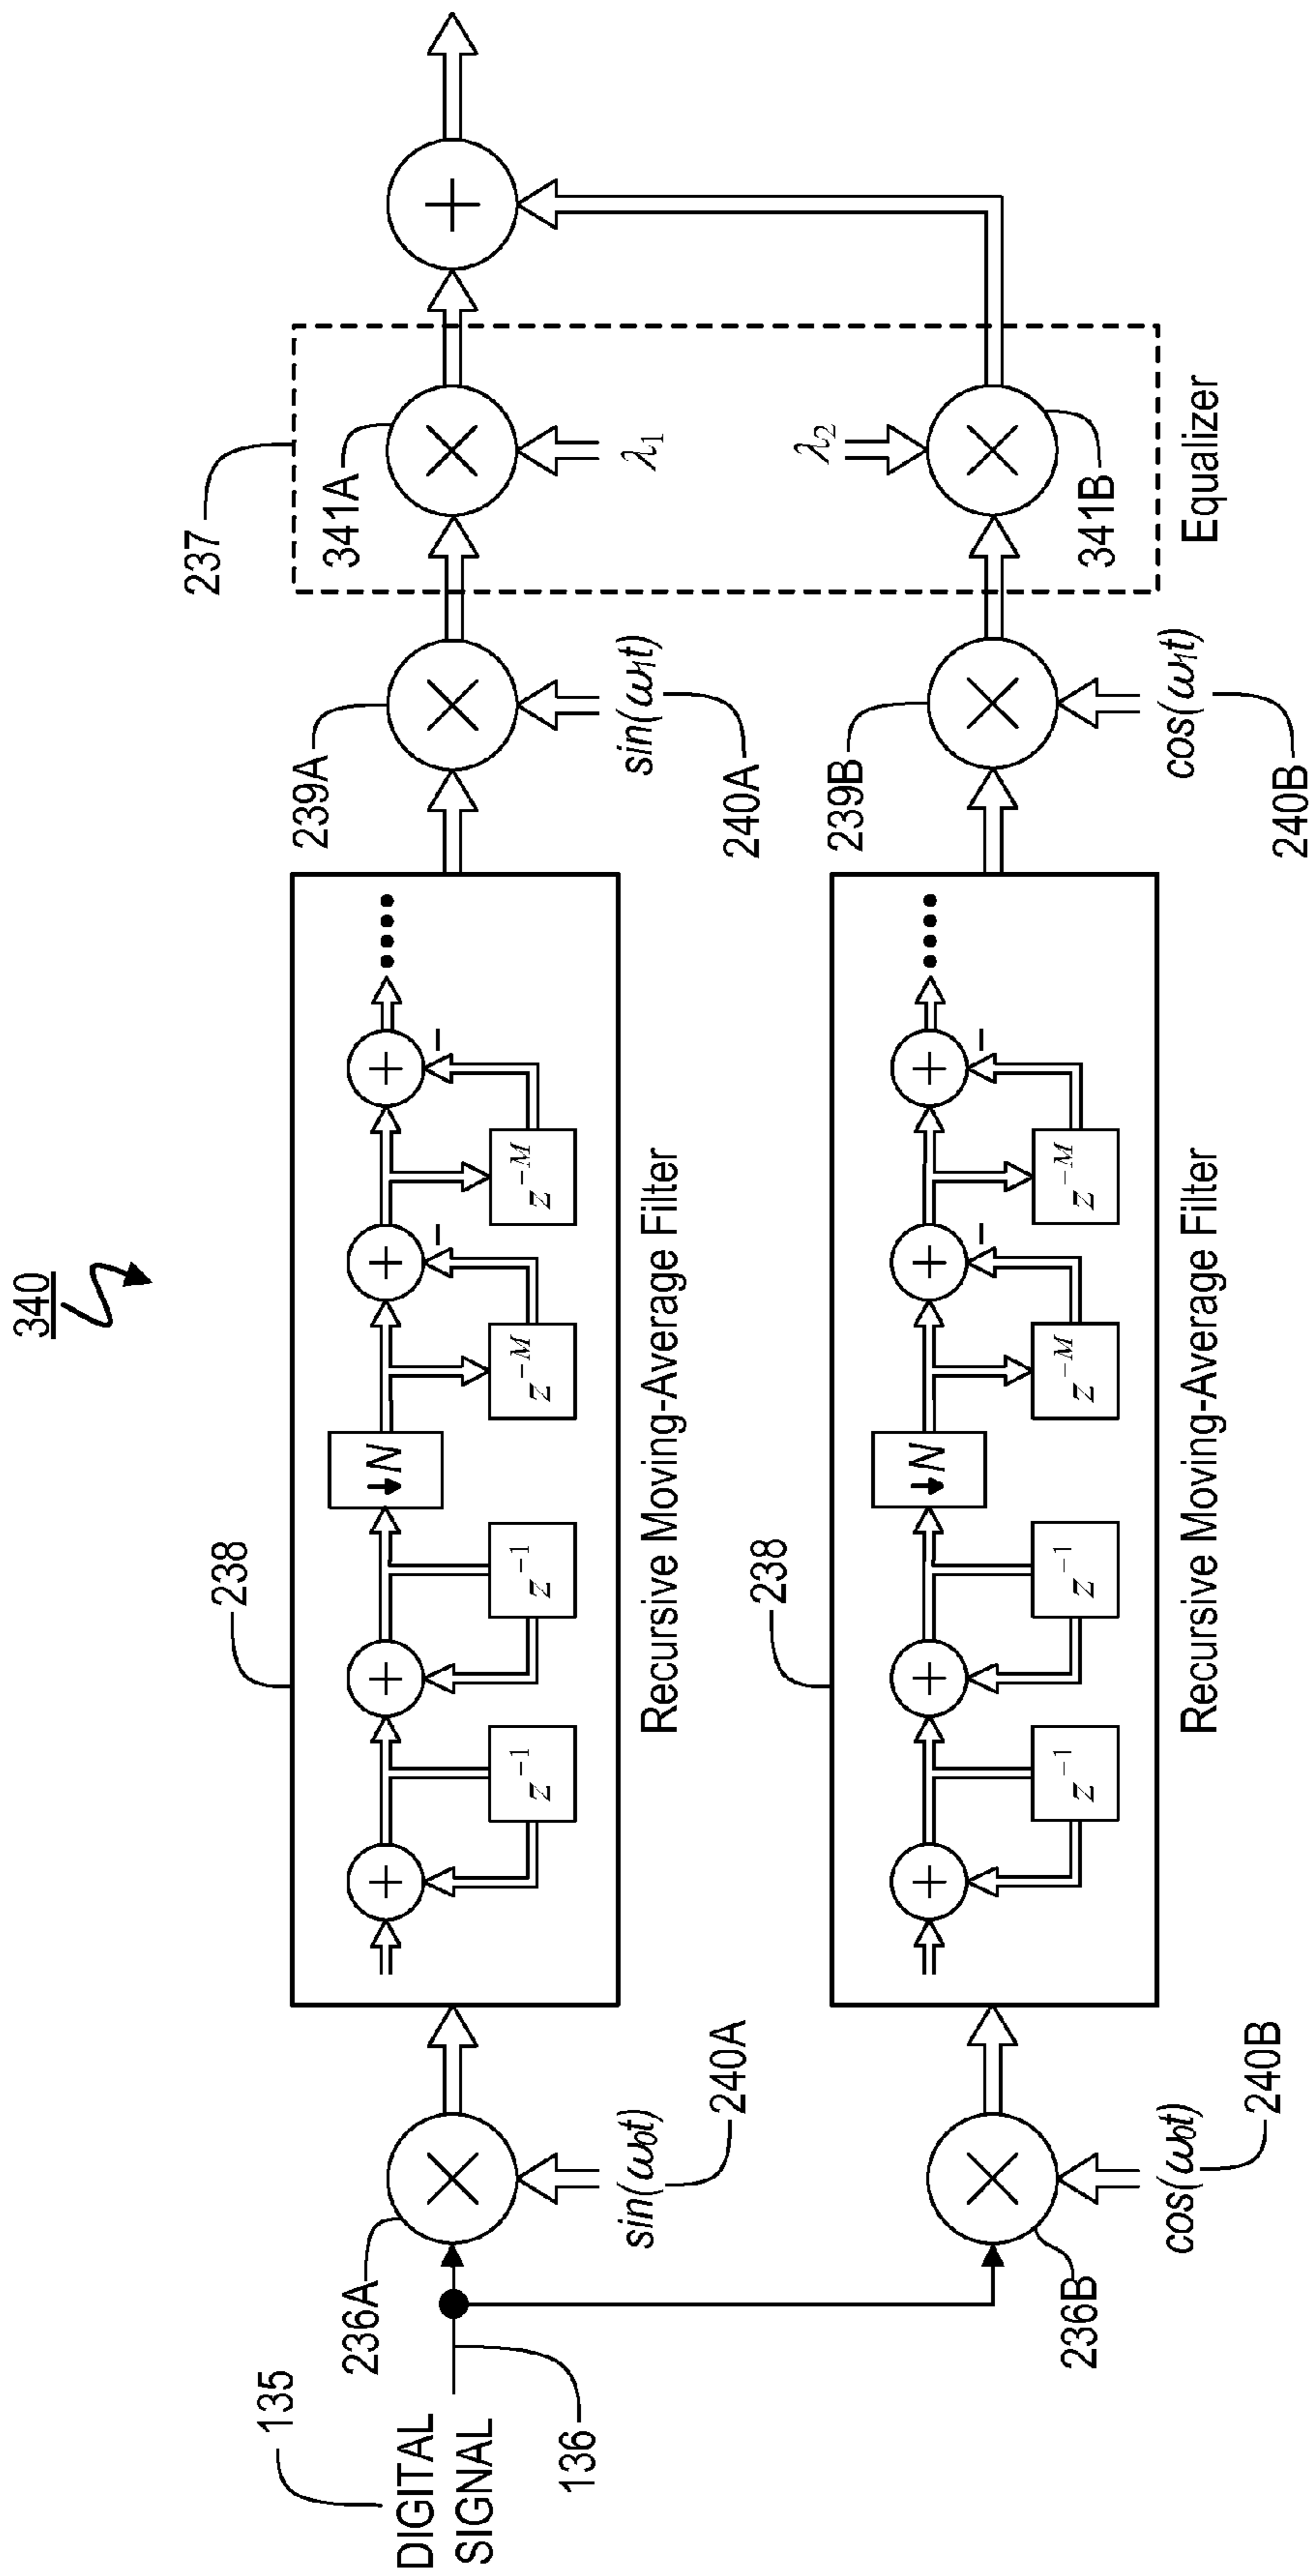 340
135
DIGITAL
SIGNAL
136
236A
×
sin(ω₀t)
240A
238
+
z⁻¹
+
z⁻¹
↓N
z⁻ᴹ
+
−
z⁻ᴹ
+
−
Recursive Moving-Average Filter
239A
×
sin(ω₁t)
240A
237
341A
×
λ₁
+
236B
×
cos(ω₀t)
240B
238
+
z⁻¹
+
z⁻¹
↓N
z⁻ᴹ
+
−
z⁻ᴹ
+
−
Recursive Moving-Average Filter
239B
×
cos(ω₁t)
240B
λ₂
×
341B
Equalizer